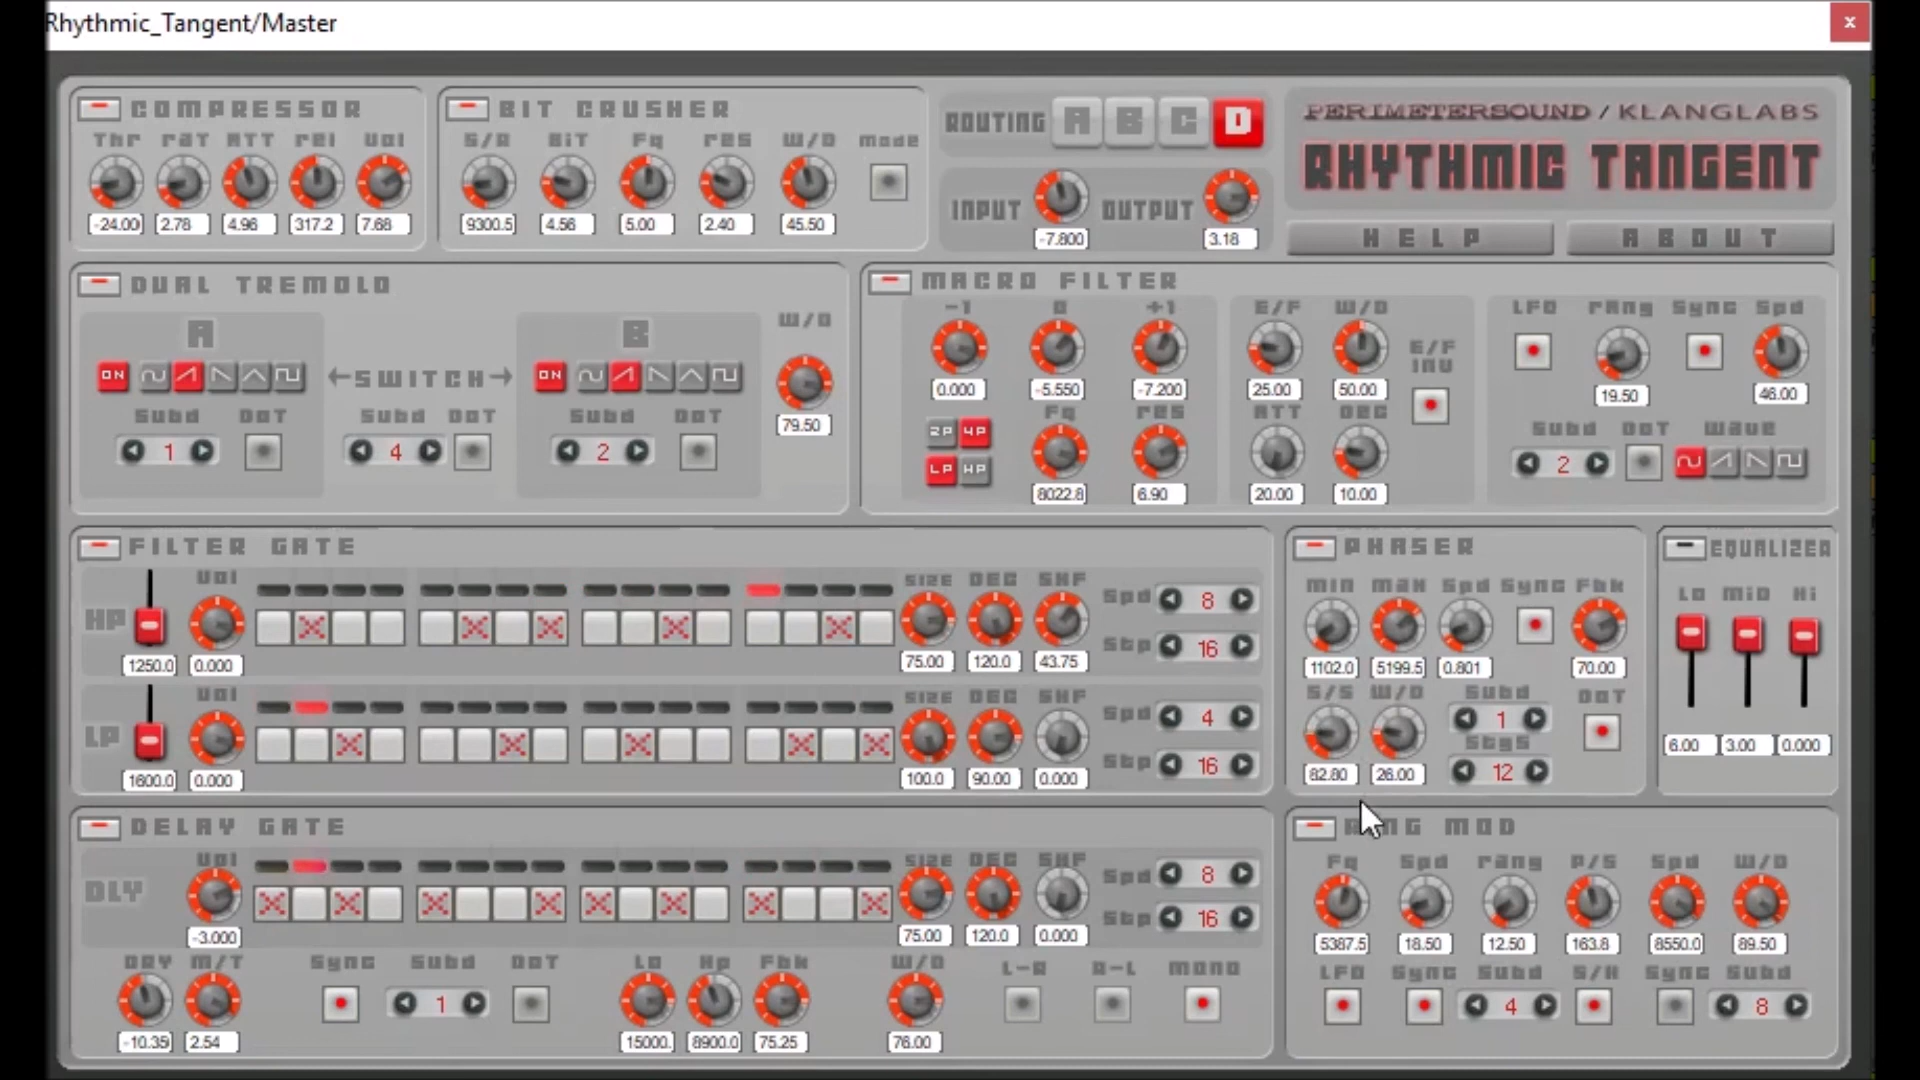 Rhythmic_Tangent/Master
x
COMPRESSOR
Thr rat ATT rel Vol
-24.00 2.78 4.96 317.2 7.68
BIT CRUSHER
S/R BiT Fq res W/D mode
9300.5 4.56 5.00 2.40 45.50
ROUTING A B C D
INPUT OUTPUT
-7.800 3.18
PERIMETERSOUND / KLANGLABS
RHYTHMIC TANGENT
HELP ABOUT
DUAL TREMOLO
A B W/D
ON ←SWITCH→ ON
79.50
Subd DoT Subd DoT Subd DoT
1 4 2
MACRO FILTER
-1 0 +1 E/F W/D LFO rAng Sync Spd
E/F INV
0.000 -5.550 -7.200 25.00 50.00 19.50 46.00
Fq res ATT DEC
2P 4P
LP HP
Subd DoT Wave
2
8022.8 6.90 20.00 10.00
FILTER GATE
HP Vol SIZE DEC SHF Spd 8
Stp 16
1250.0 0.000 75.00 120.0 43.75
LP Vol SIZE DEC SHF Spd 4
Stp 16
1600.0 0.000 100.0 90.00 0.000
PHASER
min max Spd Sync Fbk
1102.0 5199.5 0.801 70.00
S/S W/D Subd DoT
1
Stgs
82.80 26.00 12
EQUALIZER
Lo MiD Hi
6.00 3.00 0.000
DELAY GATE
DLY Vol SIZE DEC SHF Spd 8
Stp 16
-3.000 75.00 120.0 0.000
DRY M/T Sync Subd DoT Lo Hp Fbk W/D L-R R-L MONO
1
-10.35 2.54 15000. 8900.0 75.25 76.00
RING MOD
Fq Spd rang P/S Spd W/D
5387.5 18.50 12.50 163.8 8550.0 89.50
LFO Sync Subd S/H Sync Subd
4 8